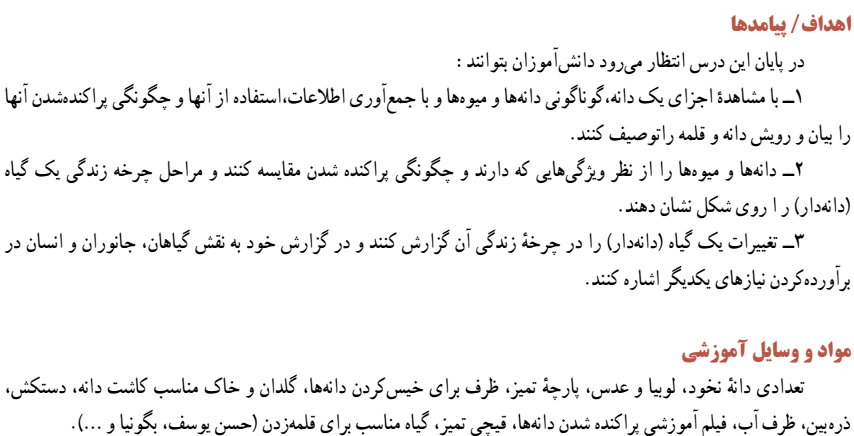 اهداف/ پیامدها
در پایان این درس انتظار می‌رود دانش‌آموزان بتوانند :
۱ــ با مشاهدهٔ اجزای یک دانه،گوناگونی دانه‌ها و میوه‌ها و با جمع‌آوری اطلاعات،استفاده از آنها و چگونگی پراکنده‌شدن آنها
را بیان و رویش دانه و قلمه راتوصیف کنند.
۲ــ دانه‌ها و میوه‌ها را از نظر ویژگی‌هایی که دارند و چگونگی پراکنده شدن مقایسه کنند و مراحل چرخه زندگی یک گیاه
(دانه‌دار) ر ا روی شکل نشان دهند.
۳ــ تغییرات یک گیاه (دانه‌دار) را در چرخهٔ زندگی آن گزارش کنند و در گزارش خود به نقش گیاهان، جانوران و انسان در
برآورده‌کردن نیازهای یکدیگر اشاره کنند.
مواد و وسایل آموزشی
تعدادی دانهٔ نخود، لوبیا و عدس، پارچهٔ تمیز، ظرف برای خیس‌کردن دانه‌ها، گلدان و خاک مناسب کاشت دانه، دستکش،
ذره‌بین، ظرف آب، فیلم آموزشی پراکنده شدن دانه‌ها، قیچی تمیز، گیاه مناسب برای قلمه‌زدن (حسن یوسف، بگونیا و ...).